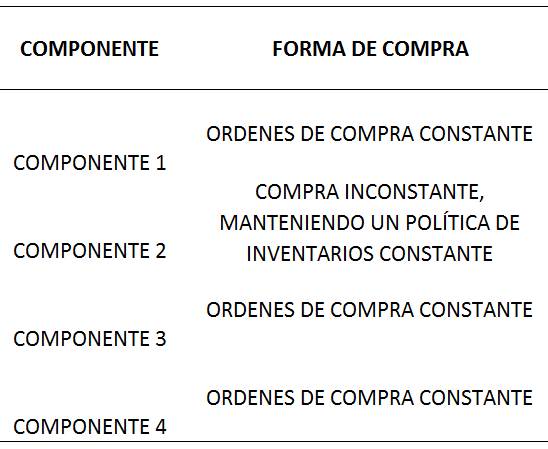 COMPONENTE FORMA DE COMPRA
ORDENES DE COMPRA CONSTANTE
COMPONENTE 1
COMPRA INCONSTANTE,
MANTENIENDO UN POLÍTICA DE
INVENTARIOS CONSTANTE
COMPONENTE 2
ORDENES DE COMPRA CONSTANTE
COMPONENTE 3
ORDENES DE COMPRA CONSTANTE
COMPONENTE 4